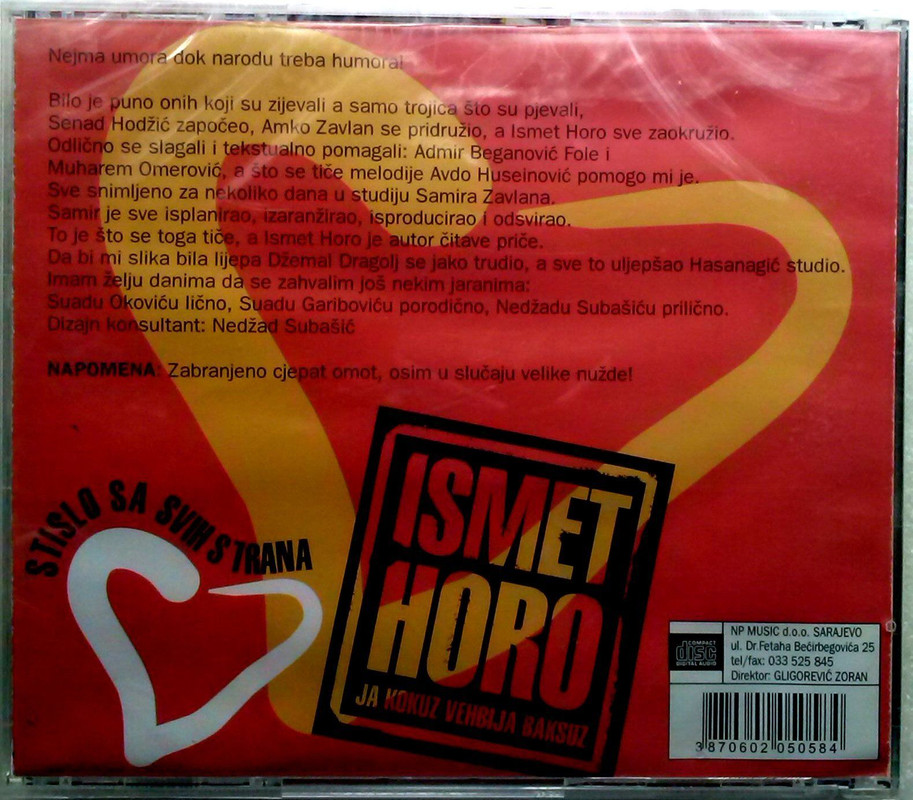 Nejma umora dok narodu treba humora!
Bilo je puno onih koji su zijevali a samo trojica što su pjevali,
Senad Hodžić započeo, Amko Zavlan se pridružio, a Ismet Horo sve zaokružio.
Odlično se slagali i tekstualno pomagali: Admir Beganović Fole i
Muharem Omerović, a što se tiče melodije Avdo Huseinović pomogo mi je.
Sve snimljeno za nekoliko dana u studiju Samira Zavlana.
Samir je sve isplanirao, izaranžirao, isproducirao i odsvirao.
To je što se toga tiče, a Ismet Horo je autor čitave priče.
Da bi mi slika bila lijepa Džemal Dragolj se jako trudio, a sve to uljepšao Hasanagić studio.
Imam želju danima da se zahvalim još nekim jaranima:
Suadu Okoviću lično, Suadu Gariboviću porodično, Nedžadu Subašiću prilično.
Dizajn konsultant: Nedžad Subašić
NAPOMENA: Zabranjeno cjepat omot, osim u slučaju velike nužde!
STISLO SA SVIH STRANA
ISMET
HORO
JA KOKUZ VEHBIJA BAKSUZ
COMPACT
disc
DIGITAL AUDIO
NP MUSIC d.o.o. SARAJEVO
ul. Dr.Fetaha Bećirbegovića 25
tel/fax: 033 525 845
Direktor: GLIGOREVIĆ ZORAN
3 870602 050584